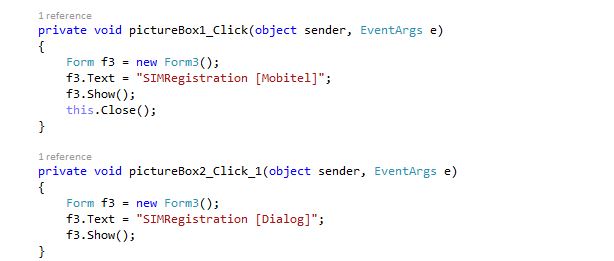 1 reference
private void pictureBox1_Click(object sender, EventArgs e)
{
Form f3 = new Form3();
f3.Text = "SIMRegistration [Mobitel]";
f3.Show();
this.Close();
}
1 reference
private void pictureBox2_Click_1(object sender, EventArgs e)
{
Form f3 = new Form3();
f3.Text = "SIMRegistration [Dialog]";
f3.Show();
}